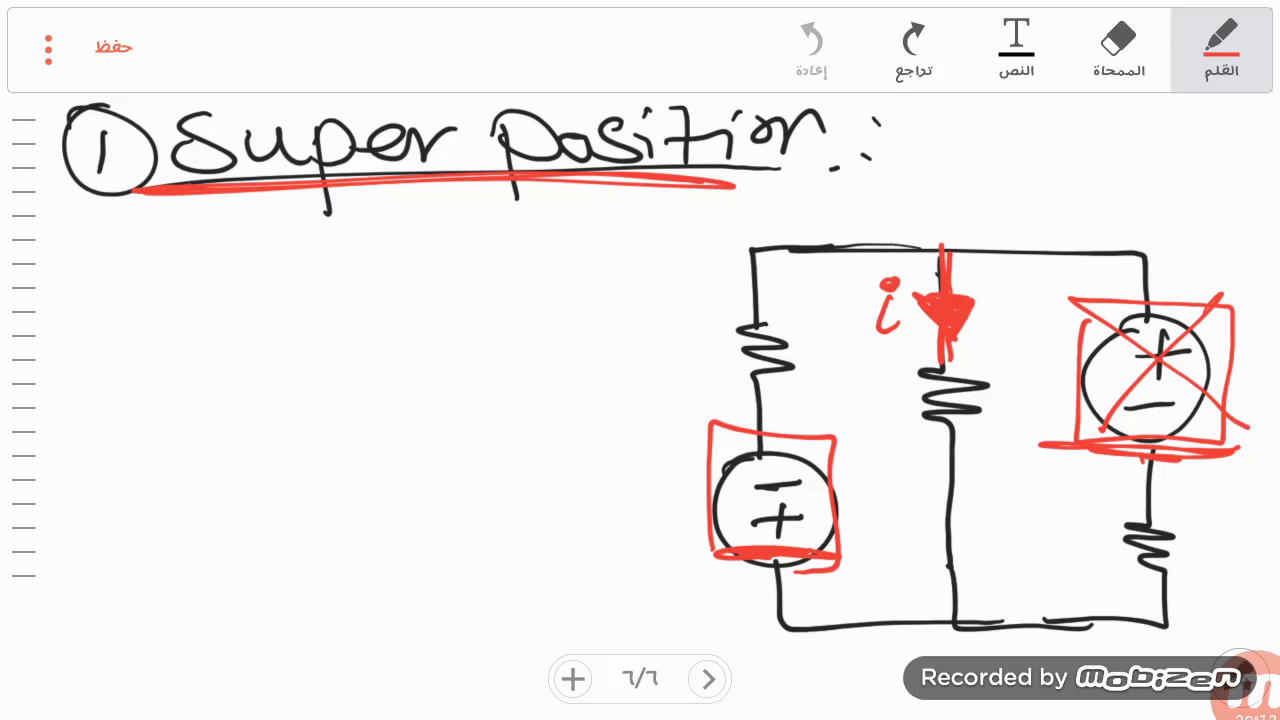 حفظ
إعادة
تراجع
النص
الممحاة
القلم
1 Super position :
i
+
−
−
+
٦/٦
Recorded by mobizen